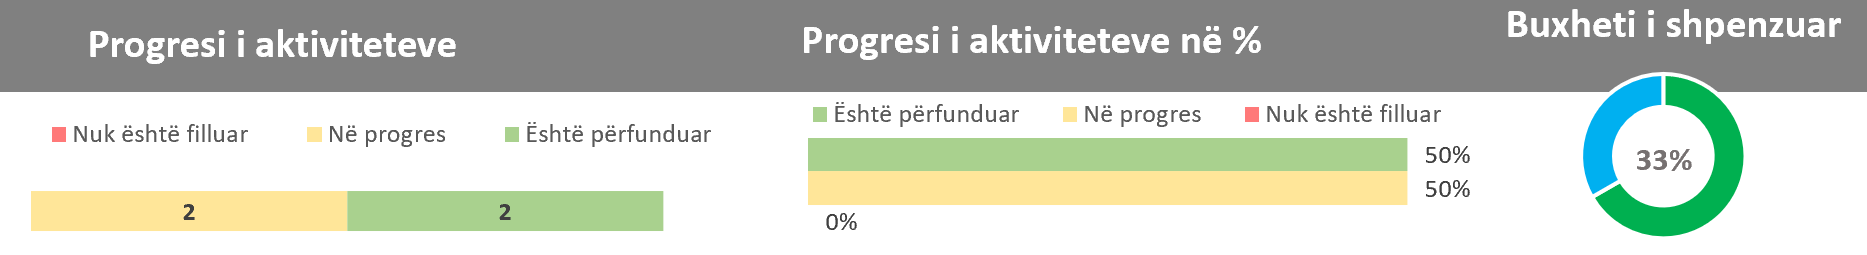 Progresi i aktiviteteve
Nuk është filluar Në progres Është përfunduar
2 2
Progresi i aktiviteteve në %
Është përfunduar Në progres Nuk është filluar
50%
50%
0%
Buxheti i shpenzuar
33%